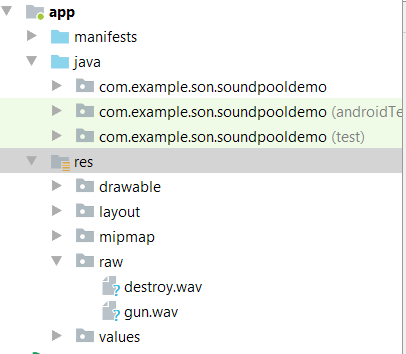 app
manifests
java
com.example.son.soundpooldemo
com.example.son.soundpooldemo (androidTe
com.example.son.soundpooldemo (test)
res
drawable
layout
mipmap
raw
destroy.wav
gun.wav
values